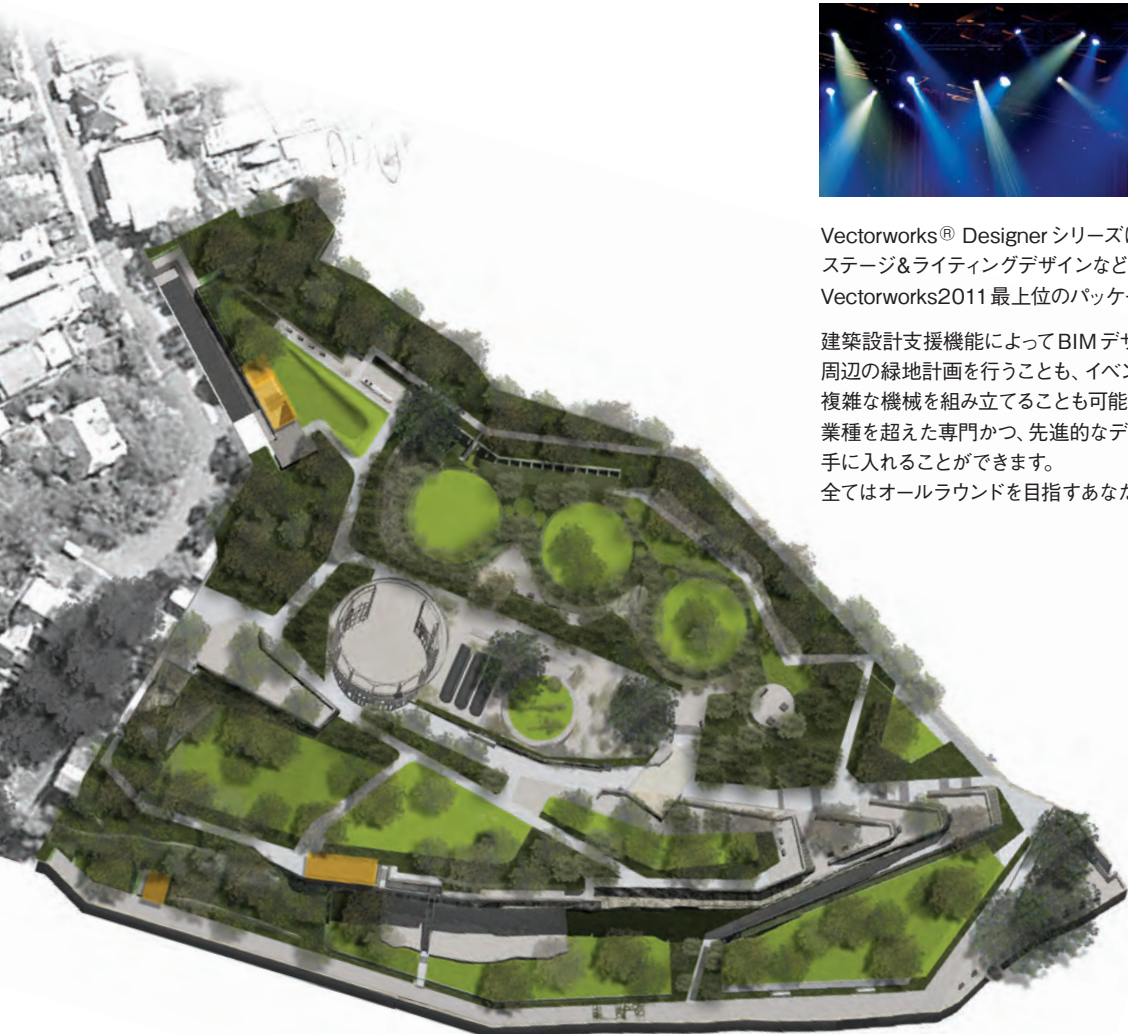 Vectorworks® Designerシリーズに
ステージ&ライティングデザインなど
Vectorworks2011最上位のパッケー
建築設計支援機能によってBIMデザ
周辺の緑地計画を行うことも、イベン
複雑な機械を組み立てることも可能
業種を超えた専門かつ、先進的なデ
手に入れることができます。
全てはオールラウンドを目指すあなた